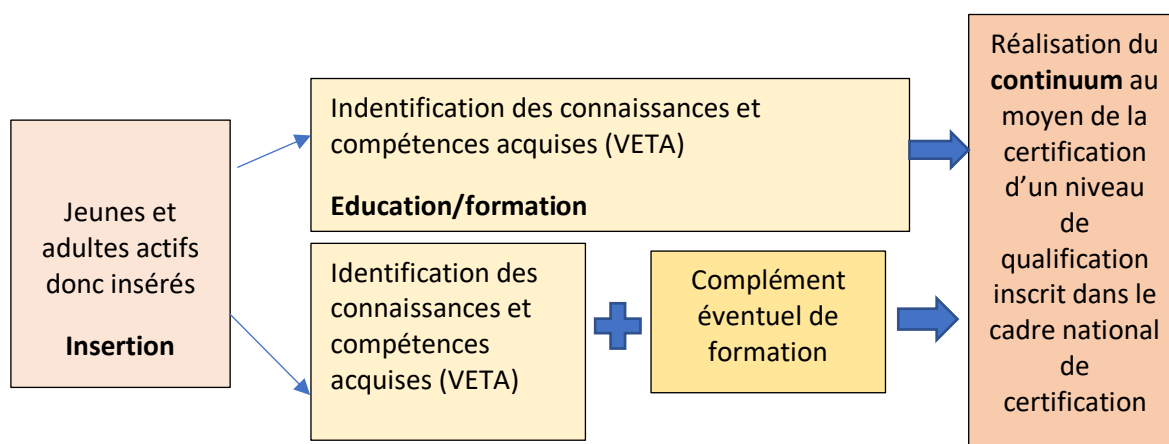 Jeunes et
adultes actifs
donc insérés
Insertion
Indentification des connaissances et
compétences acquises (VETA)
Education/formation
Identification des
connaissances et
compétences
acquises (VETA)
Complément
éventuel de
formation
Réalisation du
continuum au
moyen de la
certification
d’un niveau
de
qualification
inscrit dans le
cadre national
de
certification